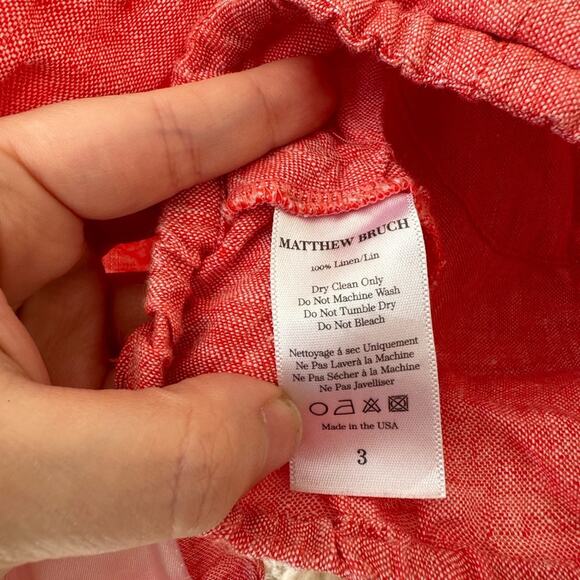 MATTHEW BRUCH
100% Linen/Lin
Dry Clean Only
Do Not Machine Wash
Do Not Tumble Dry
Do Not Bleach
Nettoyage á sec Uniquement
Ne Pas Laverà la Machine
Ne Pas Sécher à la Machine
Ne Pas Javelliser
Made in the USA
3